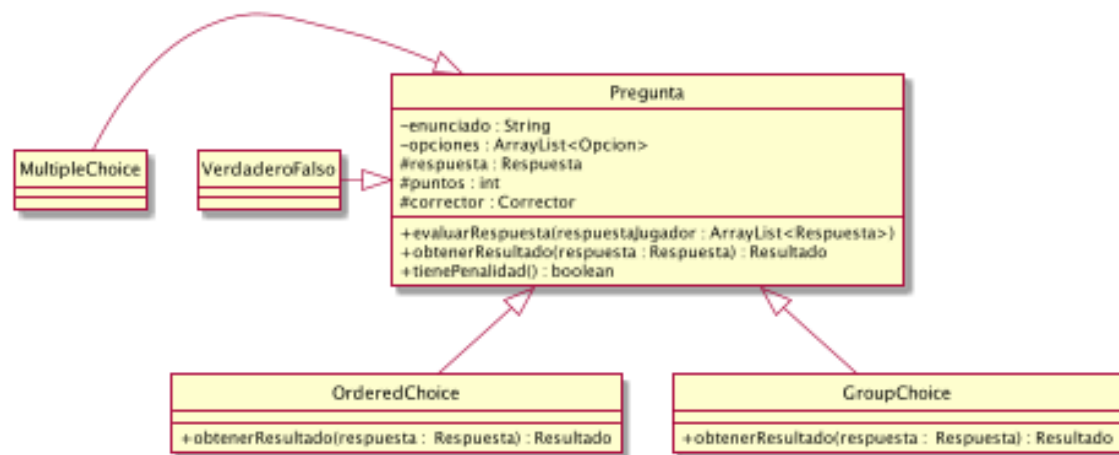 Pregunta
-enunciado : String
-opciones : ArrayList<Opcion>
#respuesta : Respuesta
#puntos : int
#corrector : Corrector
+evaluarRespuesta(respuestaJugador : ArrayList<Respuesta>)
+obtenerResultado(respuesta : Respuesta) : Resultado
+tienePenalidad() : boolean
MultipleChoice
VerdaderoFalso
OrderedChoice
+obtenerResultado(respuesta : Respuesta) : Resultado
GroupChoice
+obtenerResultado(respuesta : Respuesta) : Resultado